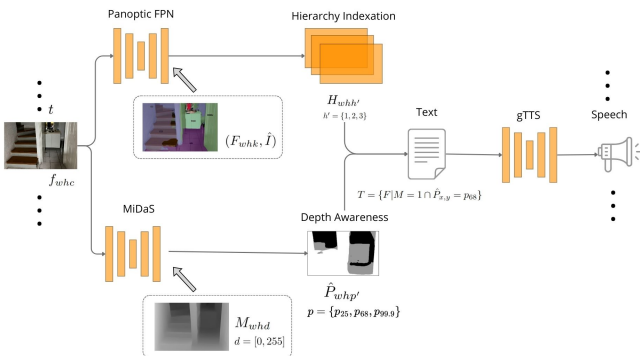 Panoptic FPN
Hierarchy Indexation
t
f_{whc}
(F_{whk}, Î)
H_{whh'}
h' = {1, 2, 3}
Text
gTTS
Speech
T = {F|M = 1 ∩ P̂_{x,y} = p_{68}}
MiDaS
Depth Awareness
M_{whd}
d = [0, 255]
P̂_{whp'}
p = {p_{25}, p_{68}, p_{99.9}}